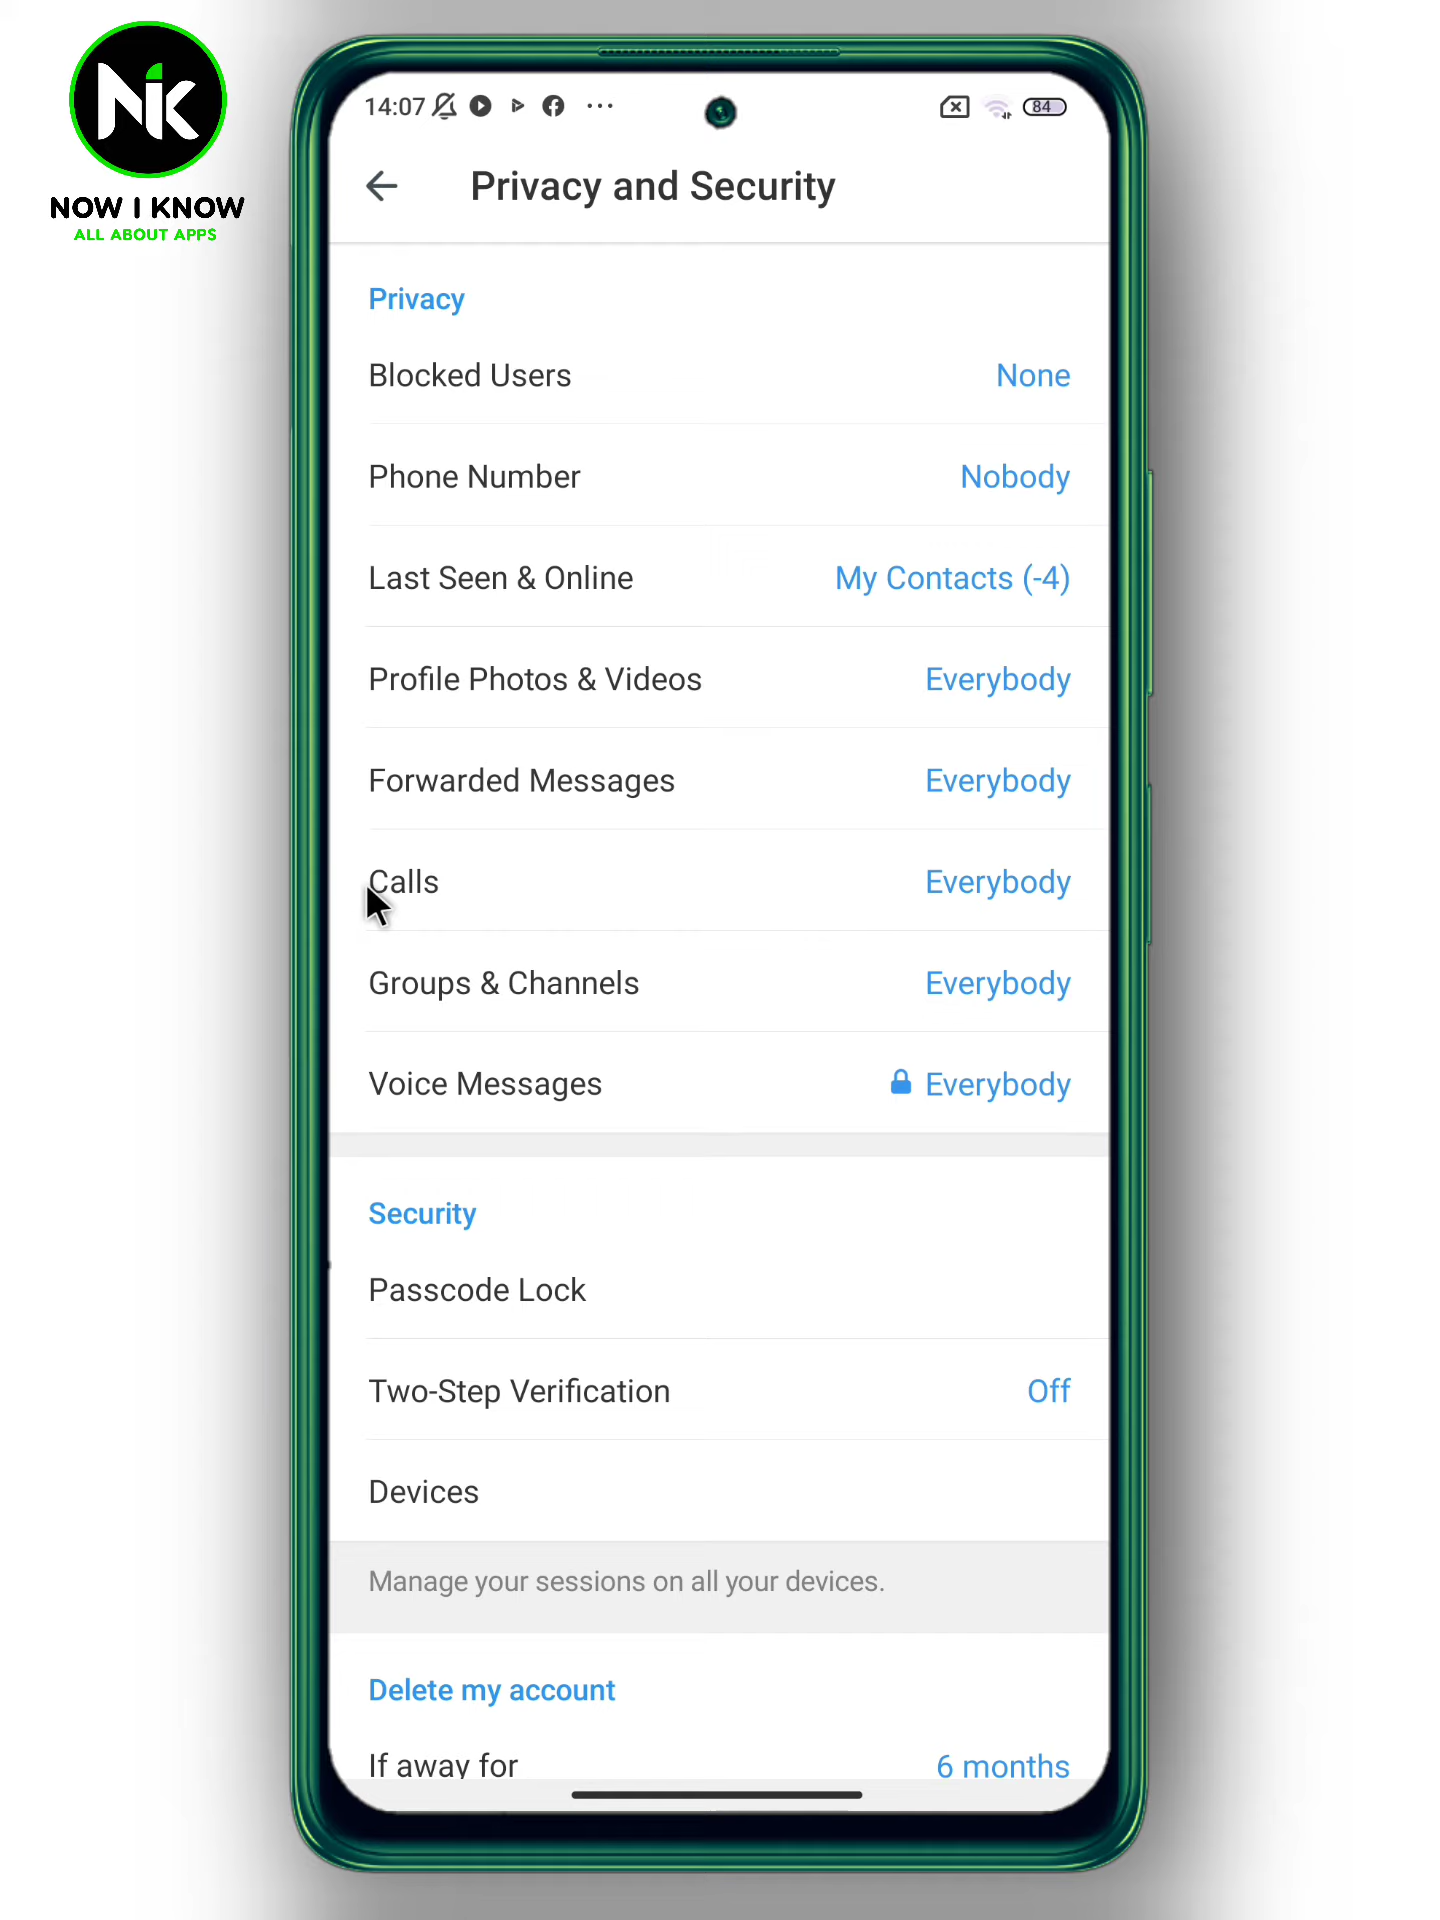 NiK
NOW I KNOW
ALL ABOUT APPS
14:07
84
Privacy and Security
Privacy
Blocked Users None
Phone Number Nobody
Last Seen & Online My Contacts (-4)
Profile Photos & Videos Everybody
Forwarded Messages Everybody
Calls Everybody
Groups & Channels Everybody
Voice Messages Everybody
Security
Passcode Lock
Two-Step Verification Off
Devices
Manage your sessions on all your devices.
Delete my account
If away for 6 months